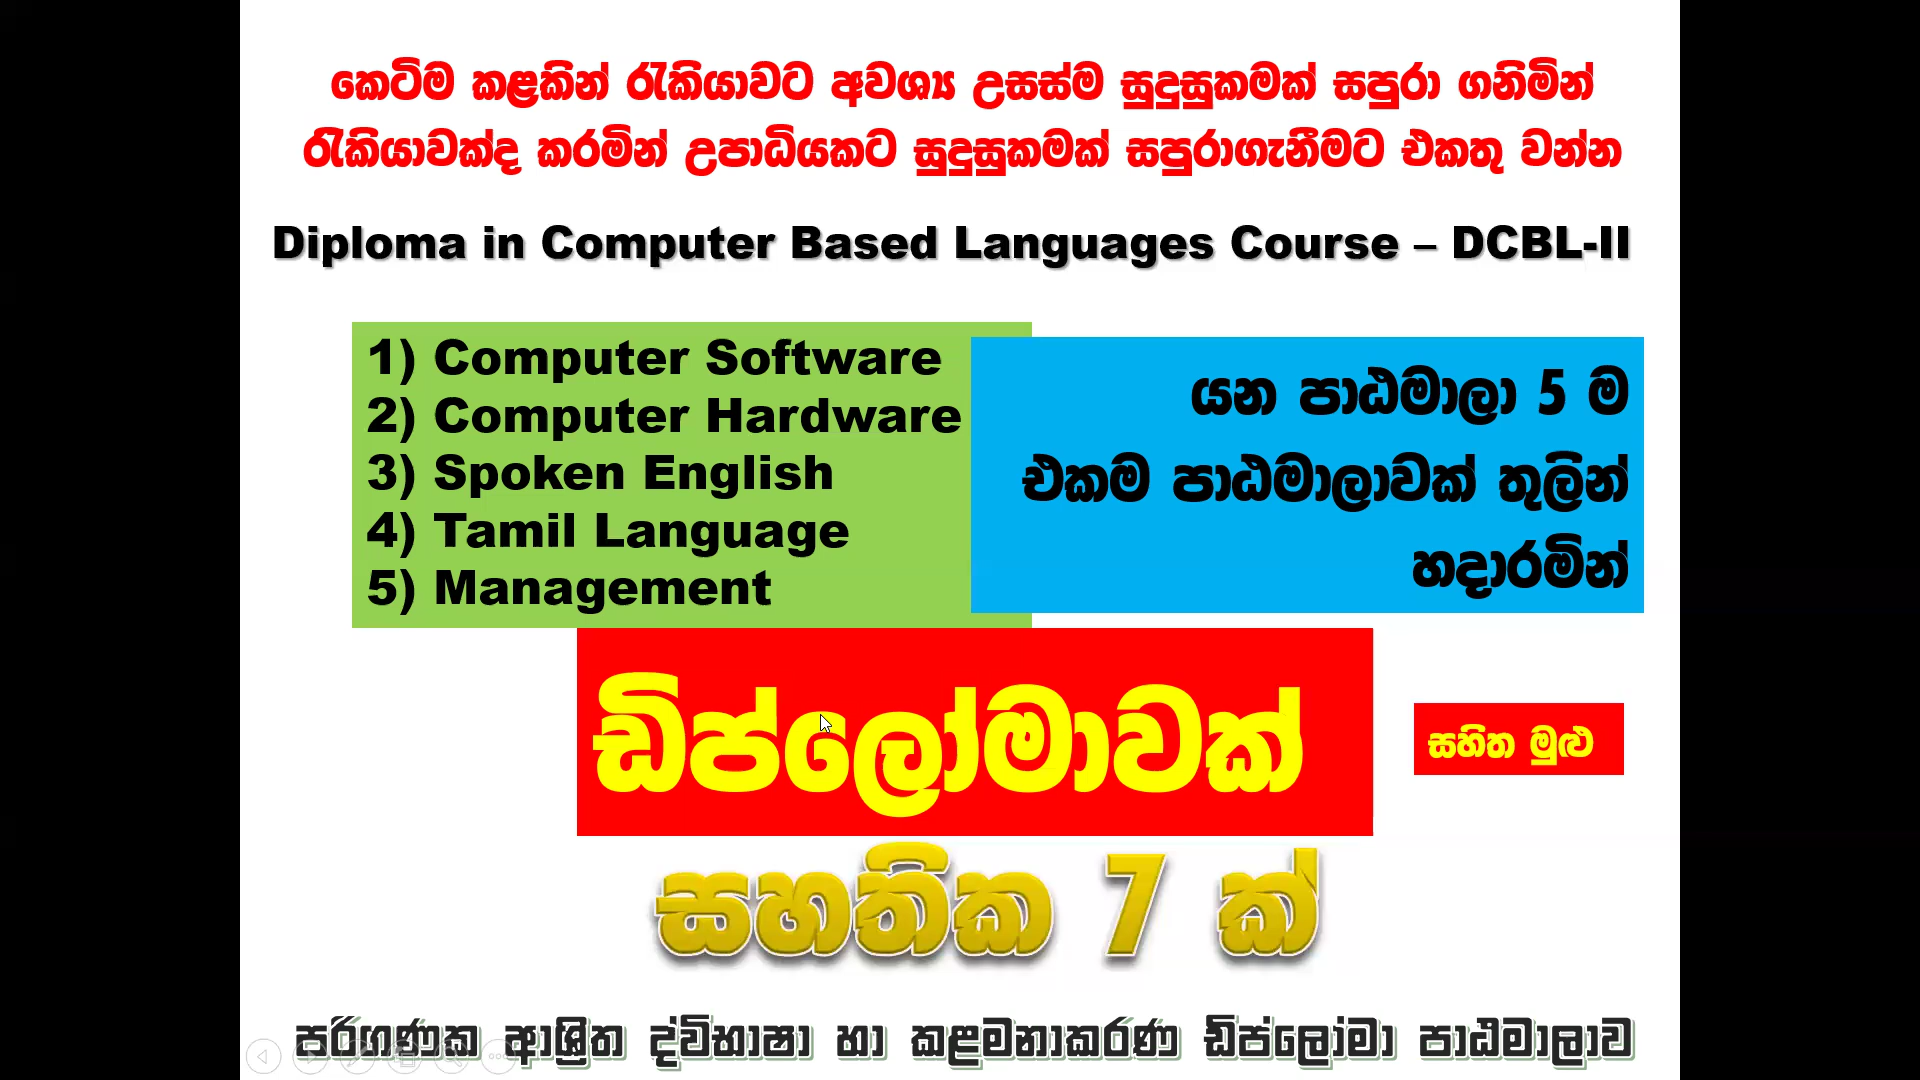 කෙටිම කළකින් රැකියාවට අවශ්‍ය උසස්ම සුදුසුකමක් සපුරා ගනිමින්
රැකියාවක්ද කරමින් උපාධියකට සුදුසුකමක් සපුරාගැනීමට එකතු වන්න
Diploma in Computer Based Languages Course – DCBL-II
1) Computer Software
2) Computer Hardware
3) Spoken English
4) Tamil Language
5) Management
යන පාඨමාලා 5 ම
එකම පාඨමාලාවක් තුලින්
හදාරමින්
ඩිප්ලෝමාවක්
සහිත මුළු
සහතික 7 ක්
පරිගණක ආශ්‍රිත ද්විභාෂා හා කළමනාකරණ ඩිප්ලෝමා පාඨමාලාව